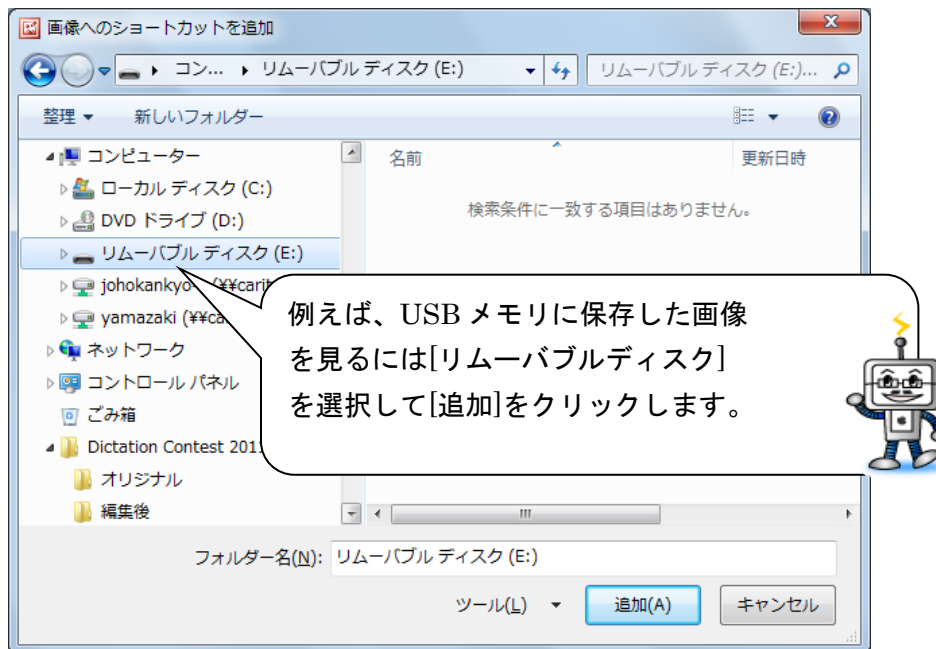 画像へのショートカットを追加
コン... リムーバブル ディスク (E:) リムーバブル ディスク (E:)...
整理 新しいフォルダー
コンピューター
ローカル ディスク (C:)
DVD ドライブ (D:)
リムーバブル ディスク (E:)
johokankyo (¥¥carit
yamazaki (¥¥ca
ネットワーク
コントロール パネル
ごみ箱
Dictation Contest 201
オリジナル
編集後
名前 更新日時
検索条件に一致する項目はありません。
例えば、USB メモリに保存した画像
を見るには[リムーバブルディスク]
を選択して[追加]をクリックします。
フォルダー名(N): リムーバブル ディスク (E:)
ツール(L) 追加(A) キャンセル